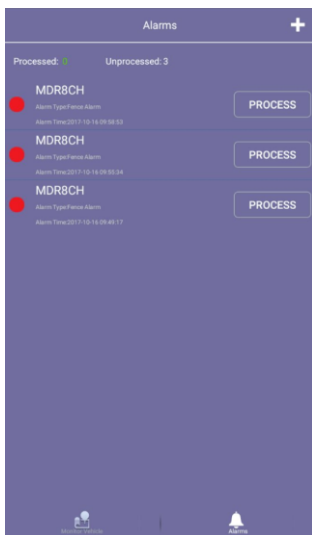 Alarms
Processed: 0 Unprocessed: 3
MDR8CH
Alarm Type:Fence Alarm
Alarm Time:2017-10-16 09:58:53
PROCESS
MDR8CH
Alarm Type:Fence Alarm
Alarm Time:2017-10-16 09:55:34
PROCESS
MDR8CH
Alarm Type:Fence Alarm
Alarm Time:2017-10-16 09:49:17
PROCESS
Monitor Vehicle
Alarms